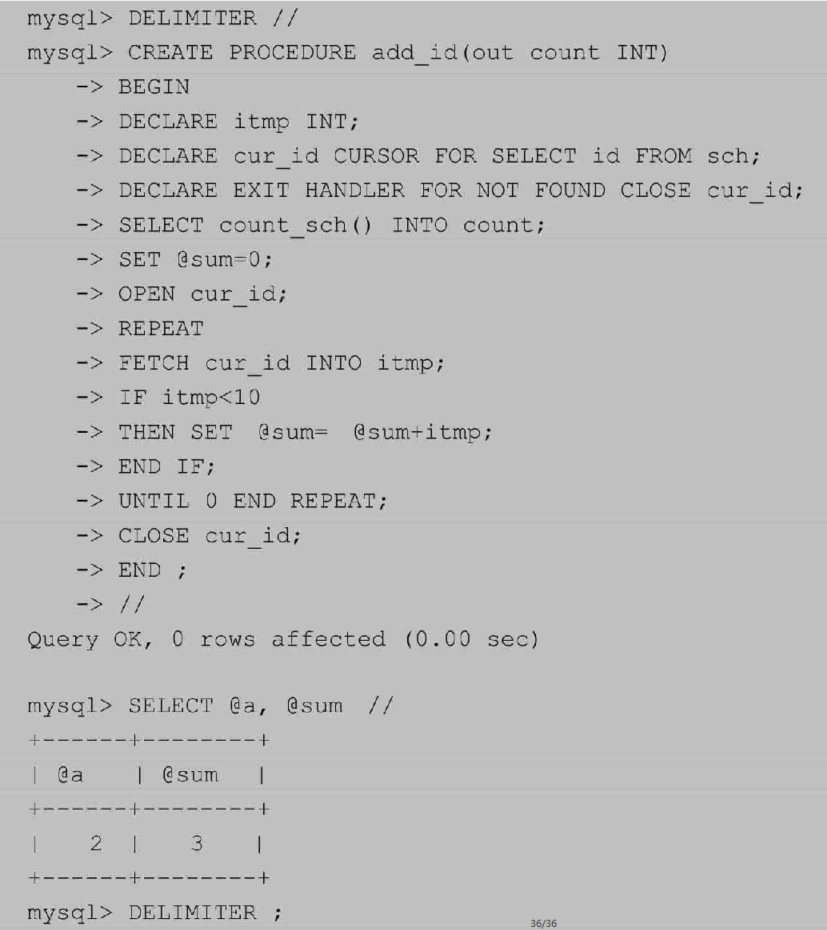 mysql> DELIMITER //
mysql> CREATE PROCEDURE add_id(out count INT)
-> BEGIN
-> DECLARE itmp INT;
-> DECLARE cur_id CURSOR FOR SELECT id FROM sch;
-> DECLARE EXIT HANDLER FOR NOT FOUND CLOSE cur_id;
-> SELECT count_sch() INTO count;
-> SET @sum=0;
-> OPEN cur_id;
-> REPEAT
-> FETCH cur_id INTO itmp;
-> IF itmp<10
-> THEN SET  @sum=  @sum+itmp;
-> END IF;
-> UNTIL 0 END REPEAT;
-> CLOSE cur_id;
-> END ;
-> //
Query OK, 0 rows affected (0.00 sec)
mysql> SELECT @a, @sum  //
+------+--------+
| @a   | @sum   |
+------+--------+
|    2 |    3    |
+------+--------+
mysql> DELIMITER ;
36/36